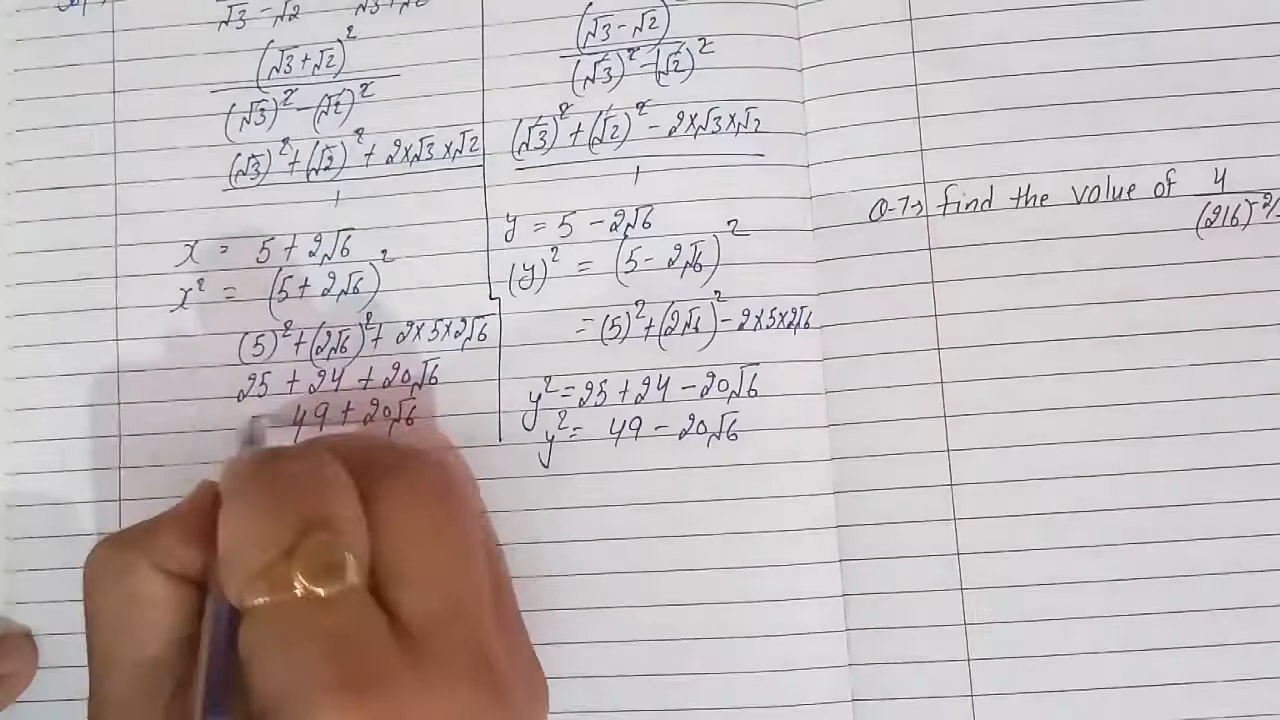 √3 - √2
(√3 + √2)²
(√3)² - (√2)²
(√3)² + (√2)² + 2×√3×√2
1
x = 5 + 2√6
x² = (5 + 2√6)²
(5)² + (2√6)² + 2×5×2√6
25 + 24 + 20√6
49 + 20√6
(√3 - √2)
(√3)² - (√2)²
(√3)² + (√2)² - 2×√3×√2
1
y = 5 - 2√6
(y)² = (5 - 2√6)²
= (5)² + (2√6)² - 2×5×2√6
y² = 25 + 24 - 20√6
y² = 49 - 20√6
Q-7→ find the value of 4
(216)^-2/